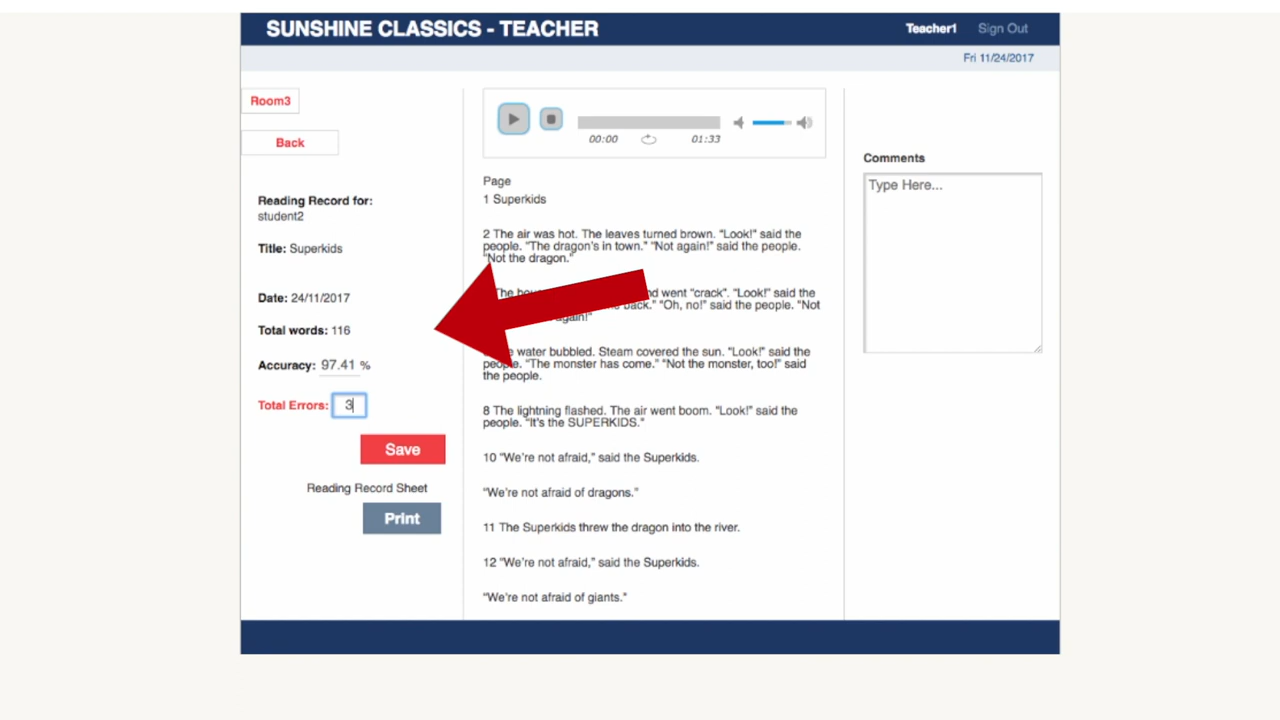 SUNSHINE CLASSICS - TEACHER
Teacher1 Sign Out
Fri 11/24/2017
Room3
Back
Reading Record for:
student2
Title: Superkids
Date: 24/11/2017
Total words: 116
Accuracy: 97.41 %
Total Errors: 3
Save
Reading Record Sheet
Print
00:00 01:33
Page
1 Superkids
2 The air was hot. The leaves turned brown. “Look!” said the
people. “The dragon's in town.” “Not again!” said the people.
“Not the dragon.”
The nd went “crack”. “Look!” said the
back.” “Oh, no!” said the people. “Not
again!”
water bubbled. Steam covered the sun. “Look!” said the
people. “The monster has come.” “Not the monster, too!” said
the people.
8 The lightning flashed. The air went boom. “Look!” said the
people. “It's the SUPERKIDS.”
10 “We're not afraid,” said the Superkids.
“We're not afraid of dragons.”
11 The Superkids threw the dragon into the river.
12 “We're not afraid,” said the Superkids.
“We're not afraid of giants.”
Comments
Type Here...